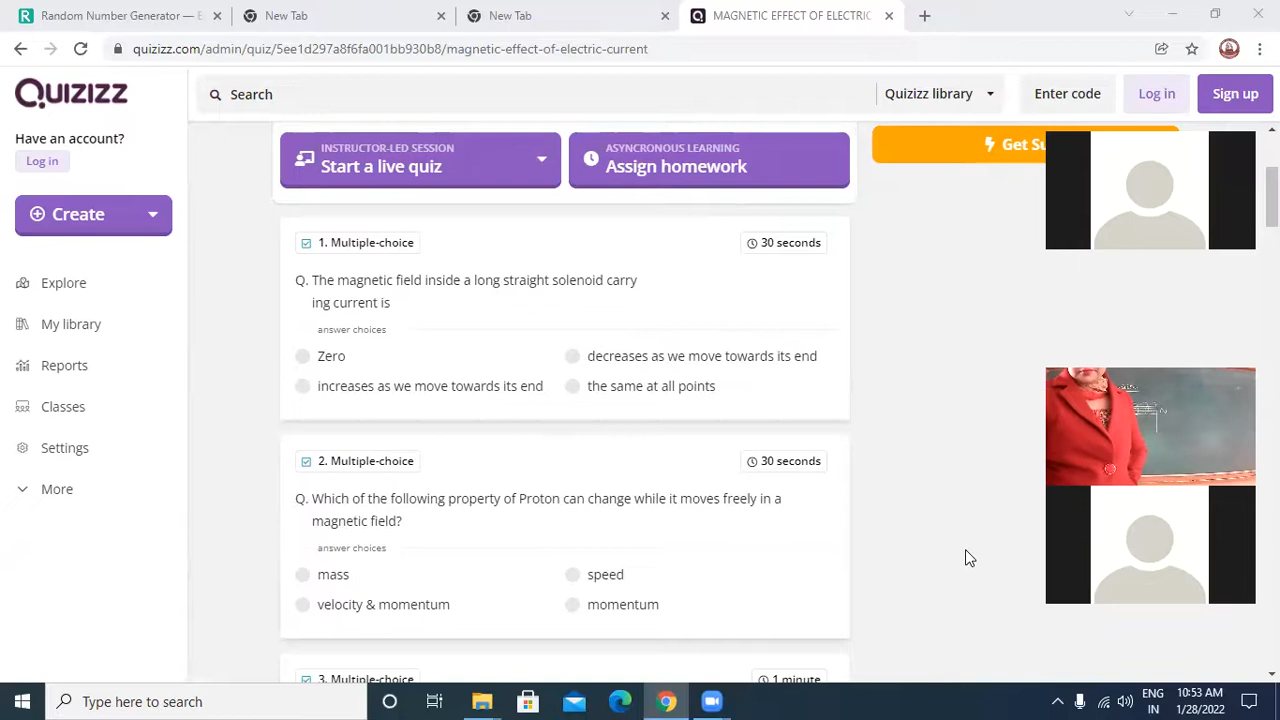 Random Number Generator — E
New Tab
New Tab
MAGNETIC EFFECT OF ELECTRIC
quizizz.com/admin/quiz/5ee1d297a8f6fa001bb930b8/magnetic-effect-of-electric-current
QUIZIZZ
Search
Quizizz library
Enter code
Log in
Sign up
Have an account?
Log in
Create
Explore
My library
Reports
Classes
Settings
More
INSTRUCTOR-LED SESSION
Start a live quiz
ASYNCRONOUS LEARNING
Assign homework
Get Su
1. Multiple-choice
30 seconds
Q. The magnetic field inside a long straight solenoid carry
ing current is
answer choices
Zero
decreases as we move towards its end
increases as we move towards its end
the same at all points
2. Multiple-choice
30 seconds
Q. Which of the following property of Proton can change while it moves freely in a
magnetic field?
answer choices
mass
speed
velocity & momentum
momentum
3. Multiple-choice
1 minute
Type here to search
ENG
IN
10:53 AM
1/28/2022